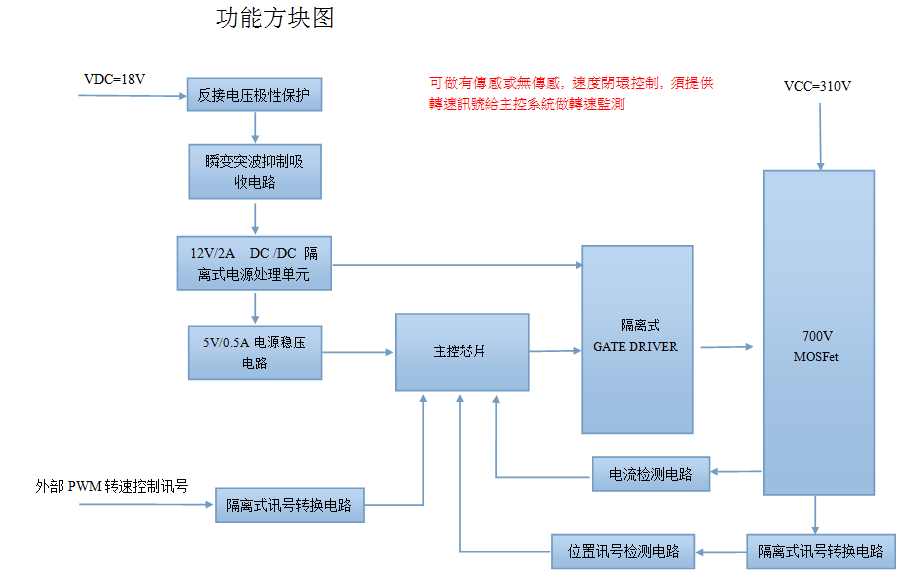 功能方块图
VDC=18V
反接电压极性保护
可做有傳感或無傳感, 速度閉環控制, 須提供
轉速訊號給主控系統做轉速監測
VCC=310V
瞬变突波抑制吸
收电路
12V/2A DC /DC 隔
离式电源处理单元
5V/0.5A 电源稳压
电路
主控芯片
隔离式
GATE DRIVER
700V
MOSFet
电流检测电路
外部 PWM 转速控制讯号
隔离式讯号转换电路
位置讯号检测电路
隔离式讯号转换电路